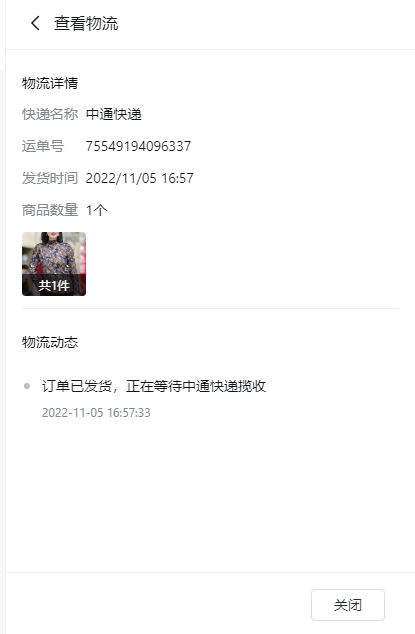 查看物流
物流详情
快递名称 中通快递
运单号 75549194096337
发货时间 2022/11/05 16:57
商品数量 1个
共1件
物流动态
订单已发货，正在等待中通快递揽收
2022-11-05 16:57:33
关闭